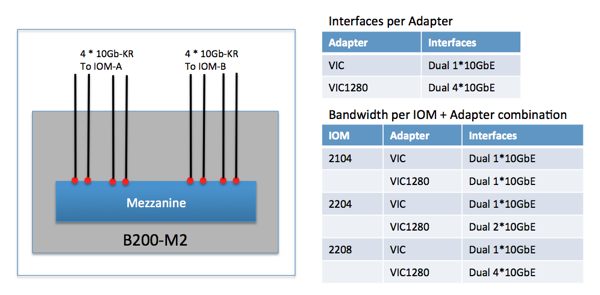 4 * 10Gb-KR 4 * 10Gb-KR
To IOM-A To IOM-B
Mezzanine
B200-M2
Interfaces per Adapter
Adapter Interfaces
VIC Dual 1*10GbE
VIC1280 Dual 4*10GbE
Bandwidth per IOM + Adapter combination
IOM Adapter Interfaces
2104 VIC Dual 1*10GbE
VIC1280 Dual 1*10GbE
2204 VIC Dual 1*10GbE
VIC1280 Dual 2*10GbE
2208 VIC Dual 1*10GbE
VIC1280 Dual 4*10GbE